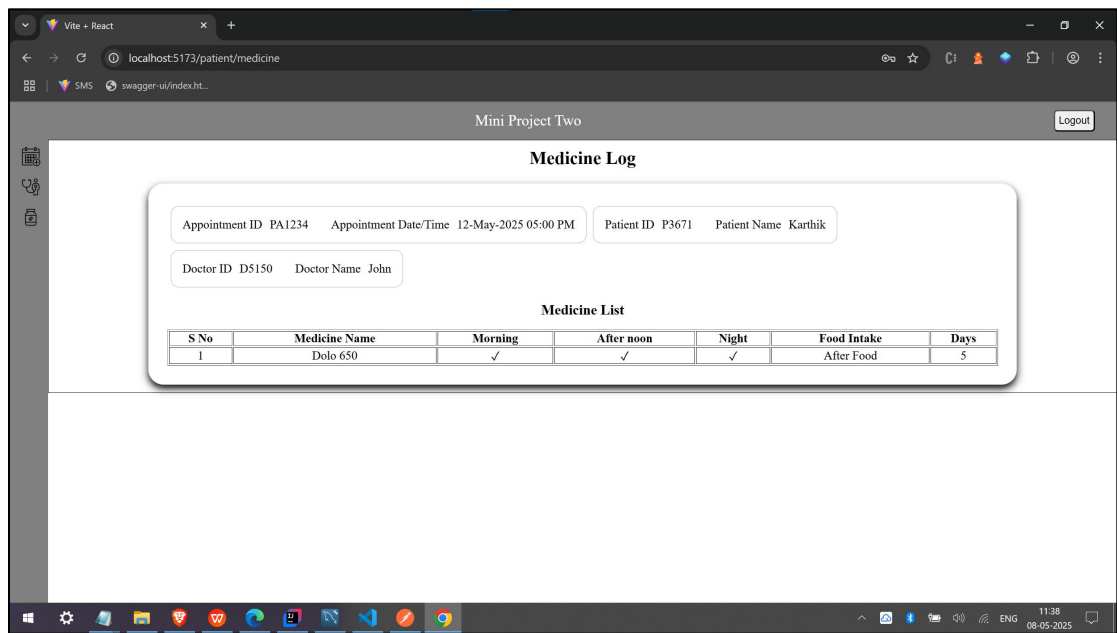 Vite + React
localhost:5173/patient/medicine
SMS swagger-ui/index.ht...
Mini Project Two Logout
Medicine Log
Appointment ID PA1234 Appointment Date/Time 12-May-2025 05:00 PM Patient ID P3671 Patient Name Karthik
Doctor ID D5150 Doctor Name John
Medicine List
S No Medicine Name Morning After noon Night Food Intake Days
1 Dolo 650 ✓ ✓ ✓ After Food 5
ENG 11:38
08-05-2025